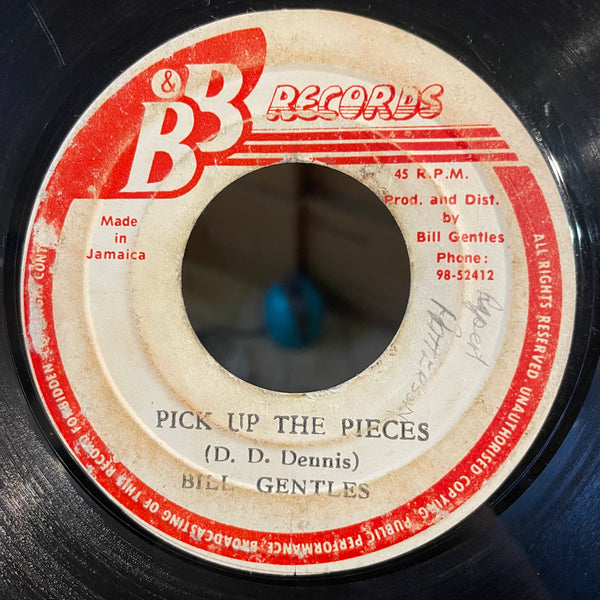 B & B RECORDS
45 R.P.M.
Prod. and Dist.
by
Bill Gentles
Phone:
98-52412
Made
in
Jamaica
PICK UP THE PIECES
(D. D. Dennis)
BILL GENTLES
ALL RIGHTS RESERVED UNAUTHORISED COPYING, PUBLIC PERFORMANCE, BROADCASTING OF THIS RECORD FORBIDDEN